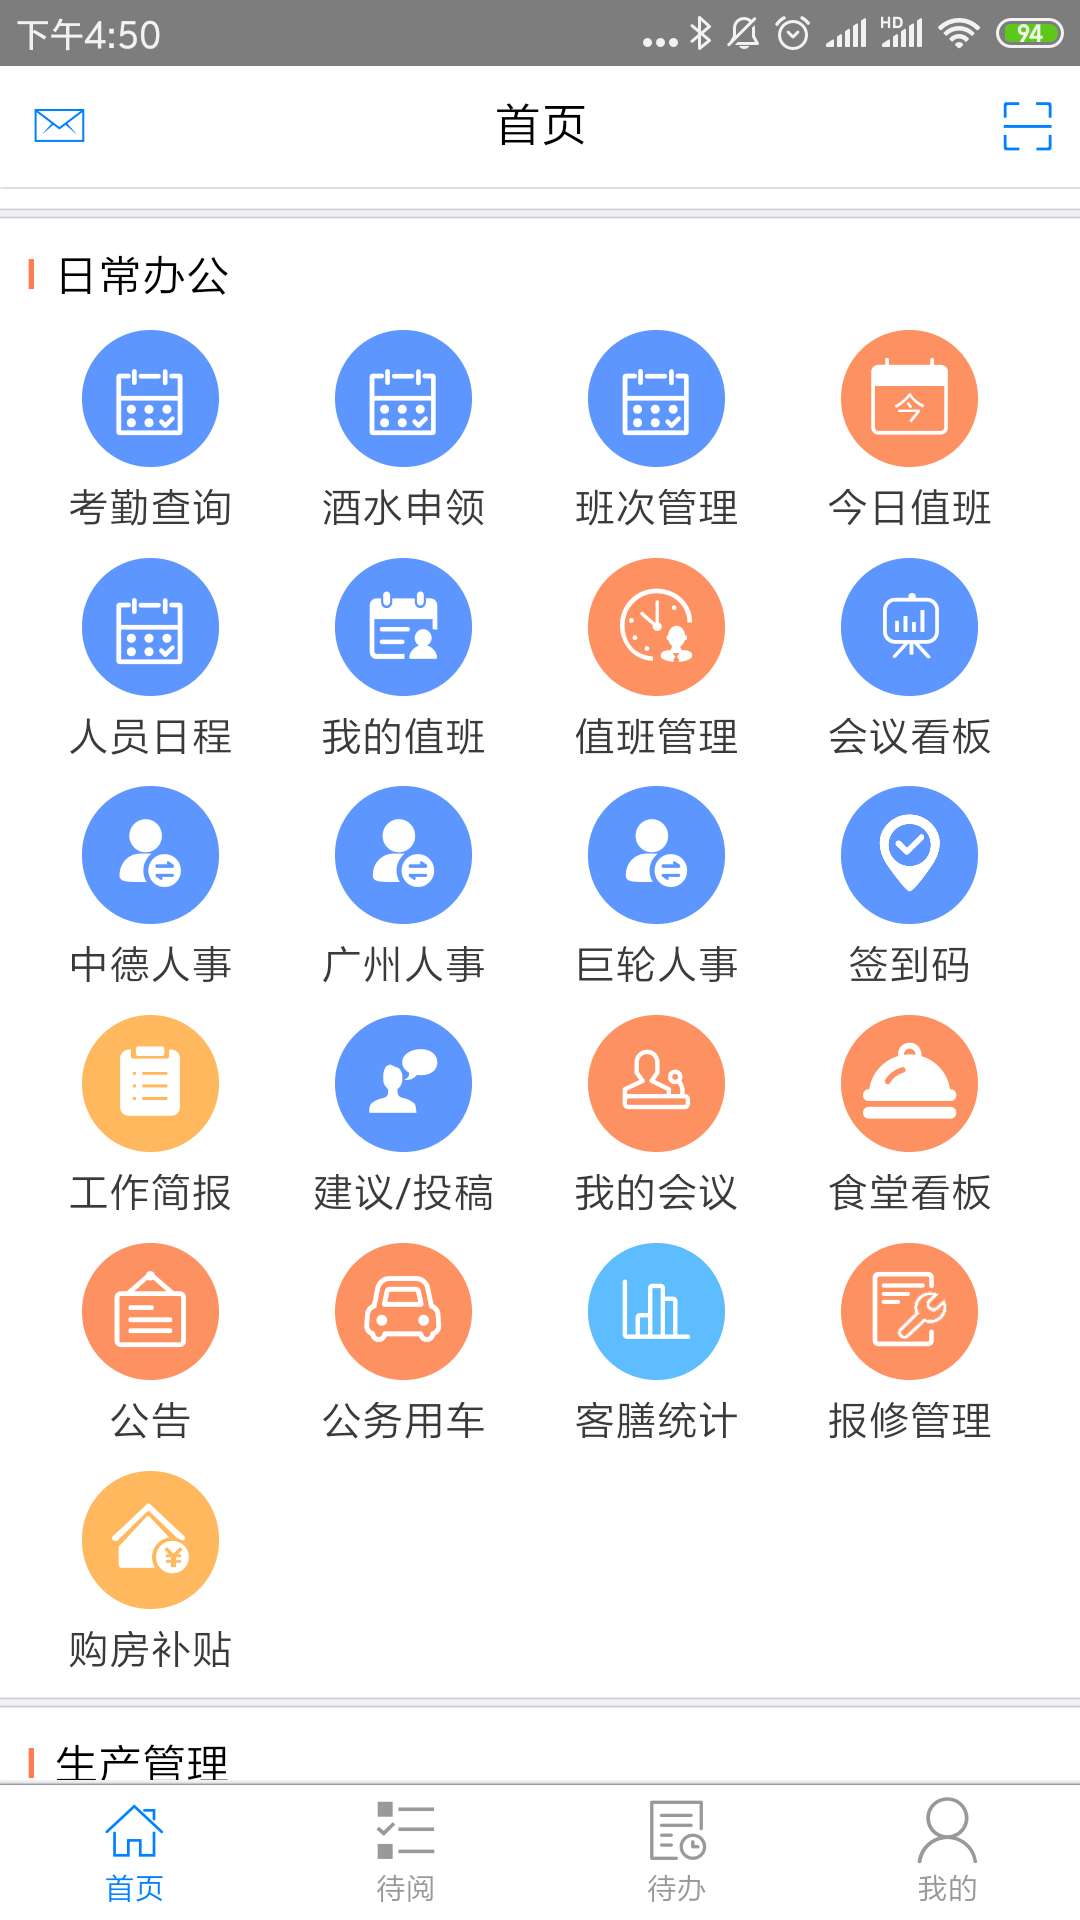 下午4:50 HD 94
首页
日常办公
今
考勤查询 酒水申领 班次管理 今日值班
人员日程 我的值班 值班管理 会议看板
中德人事 广州人事 巨轮人事 签到码
工作简报 建议/投稿 我的会议 食堂看板
公告 公务用车 客膳统计 报修管理
¥
购房补贴
生产管理
首页 待阅 待办 我的